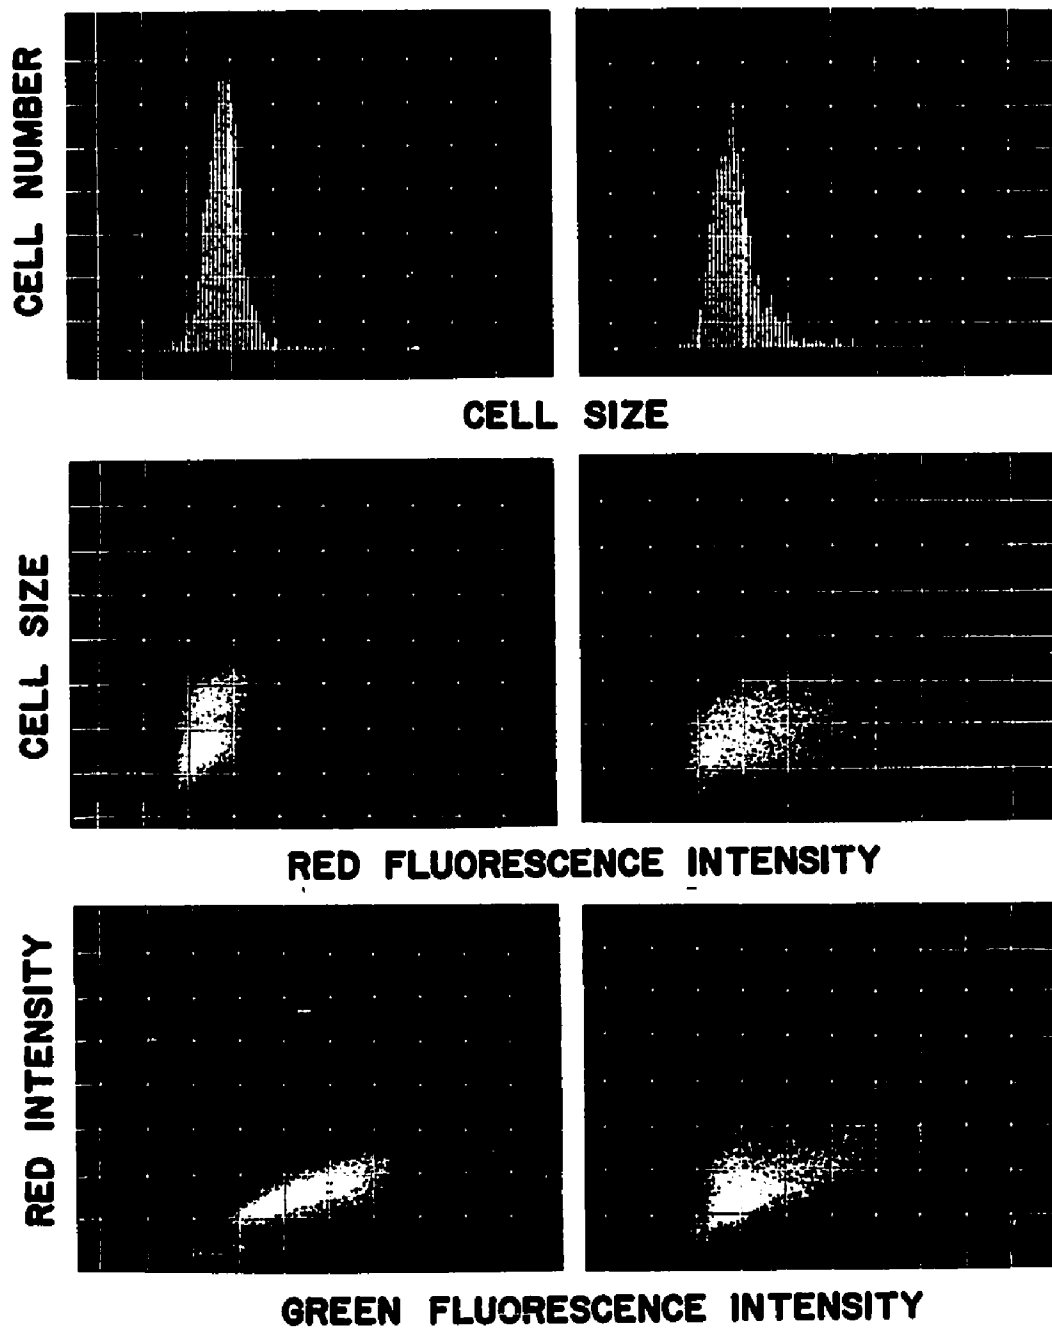 CELL NUMBER
CELL SIZE
CELL SIZE
RED FLUORESCENCE INTENSITY
RED INTENSITY
GREEN FLUORESCENCE INTENSITY